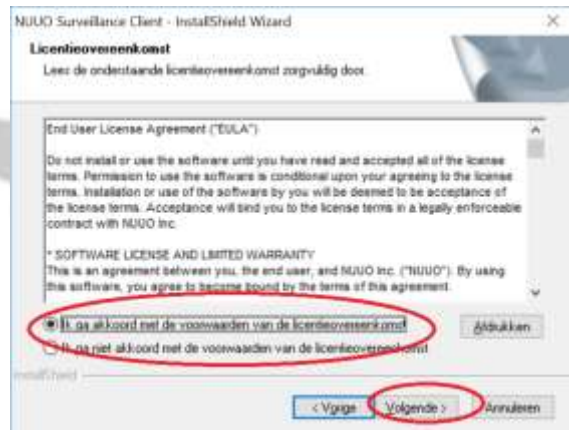 NUUO Surveillance Client - InstallShield Wizard
Licentieovereenkomst
Lees de onderstaande licentieovereenkomst zorgvuldig door.
End User License Agreement ("EULA")
Do not install or use the software until you have read and accepted all of the license
terms. Permission to use the software is conditional upon your agreeing to the license
terms. Installation or use of the software by you will be deemed to be acceptance of
the license terms. Acceptance will bind you to the license terms in a legally enforceable
contract with NUUO Inc.
* SOFTWARE LICENSE AND LIMITED WARRANTY
This is an agreement between you, the end user, and NUUO Inc. ("NUUO"). By using
this software, you agree to become bound by the terms of this agreement.
Ik ga akkoord met de voorwaarden van de licentieovereenkomst
Afdrukken
Ik ga niet akkoord met de voorwaarden van de licentieovereenkomst
InstallShield
< Vorige
Volgende >
Annuleren